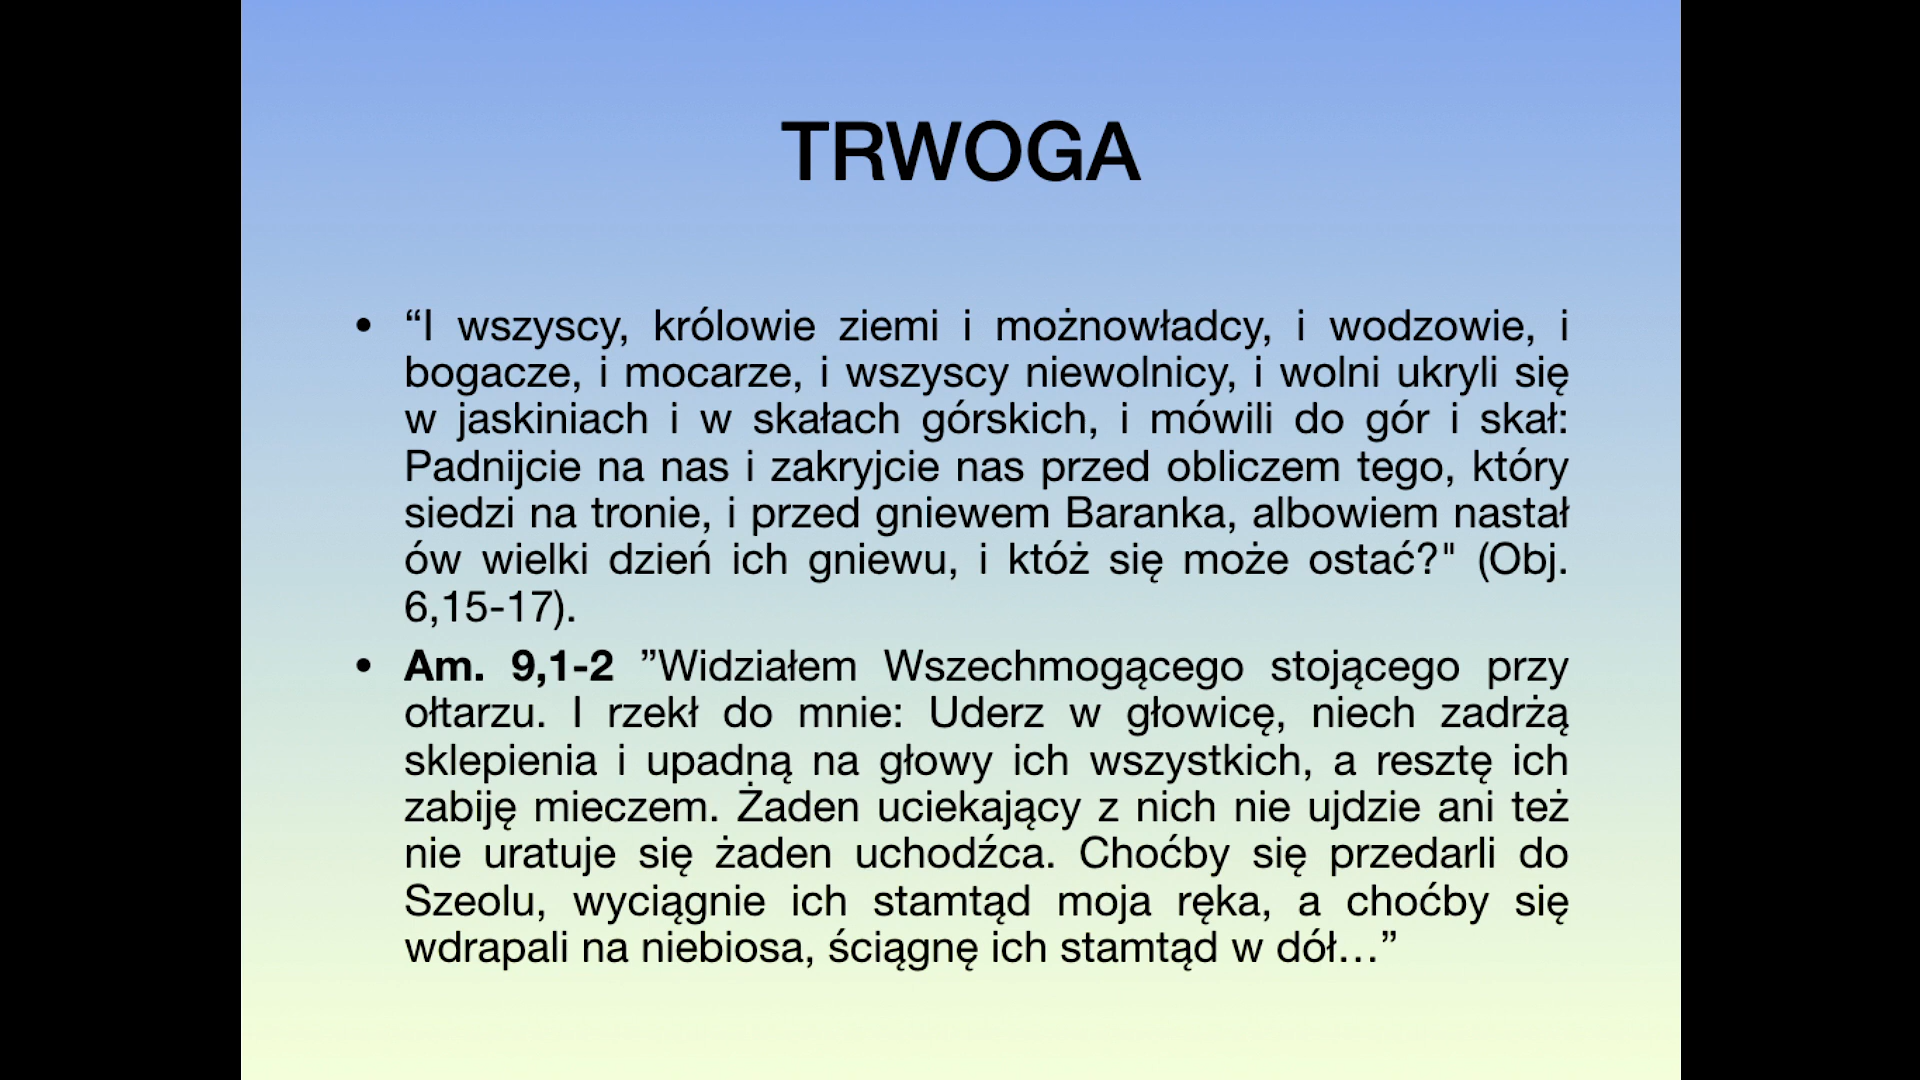 TRWOGA
• “I wszyscy, królowie ziemi i możnowładcy, i wodzowie, i
bogacze, i mocarze, i wszyscy niewolnicy, i wolni ukryli się
w jaskiniach i w skałach górskich, i mówili do gór i skał:
Padnijcie na nas i zakryjcie nas przed obliczem tego, który
siedzi na tronie, i przed gniewem Baranka, albowiem nastał
ów wielki dzień ich gniewu, i któż się może ostać?" (Obj.
6,15-17).
• Am. 9,1-2 ”Widziałem Wszechmogącego stojącego przy
ołtarzu. I rzekł do mnie: Uderz w głowicę, niech zadrżą
sklepienia i upadną na głowy ich wszystkich, a resztę ich
zabiję mieczem. Żaden uciekający z nich nie ujdzie ani też
nie uratuje się żaden uchodźca. Choćby się przedarli do
Szeolu, wyciągnie ich stamtąd moja ręka, a choćby się
wdrapali na niebiosa, ściągnę ich stamtąd w dół…”